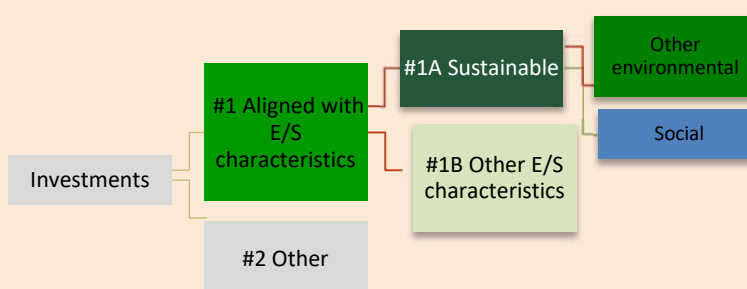 Investments
#1 Aligned with
E/S
characteristics
#2 Other
#1A Sustainable
#1B Other E/S
characteristics
Other
environmental
Social